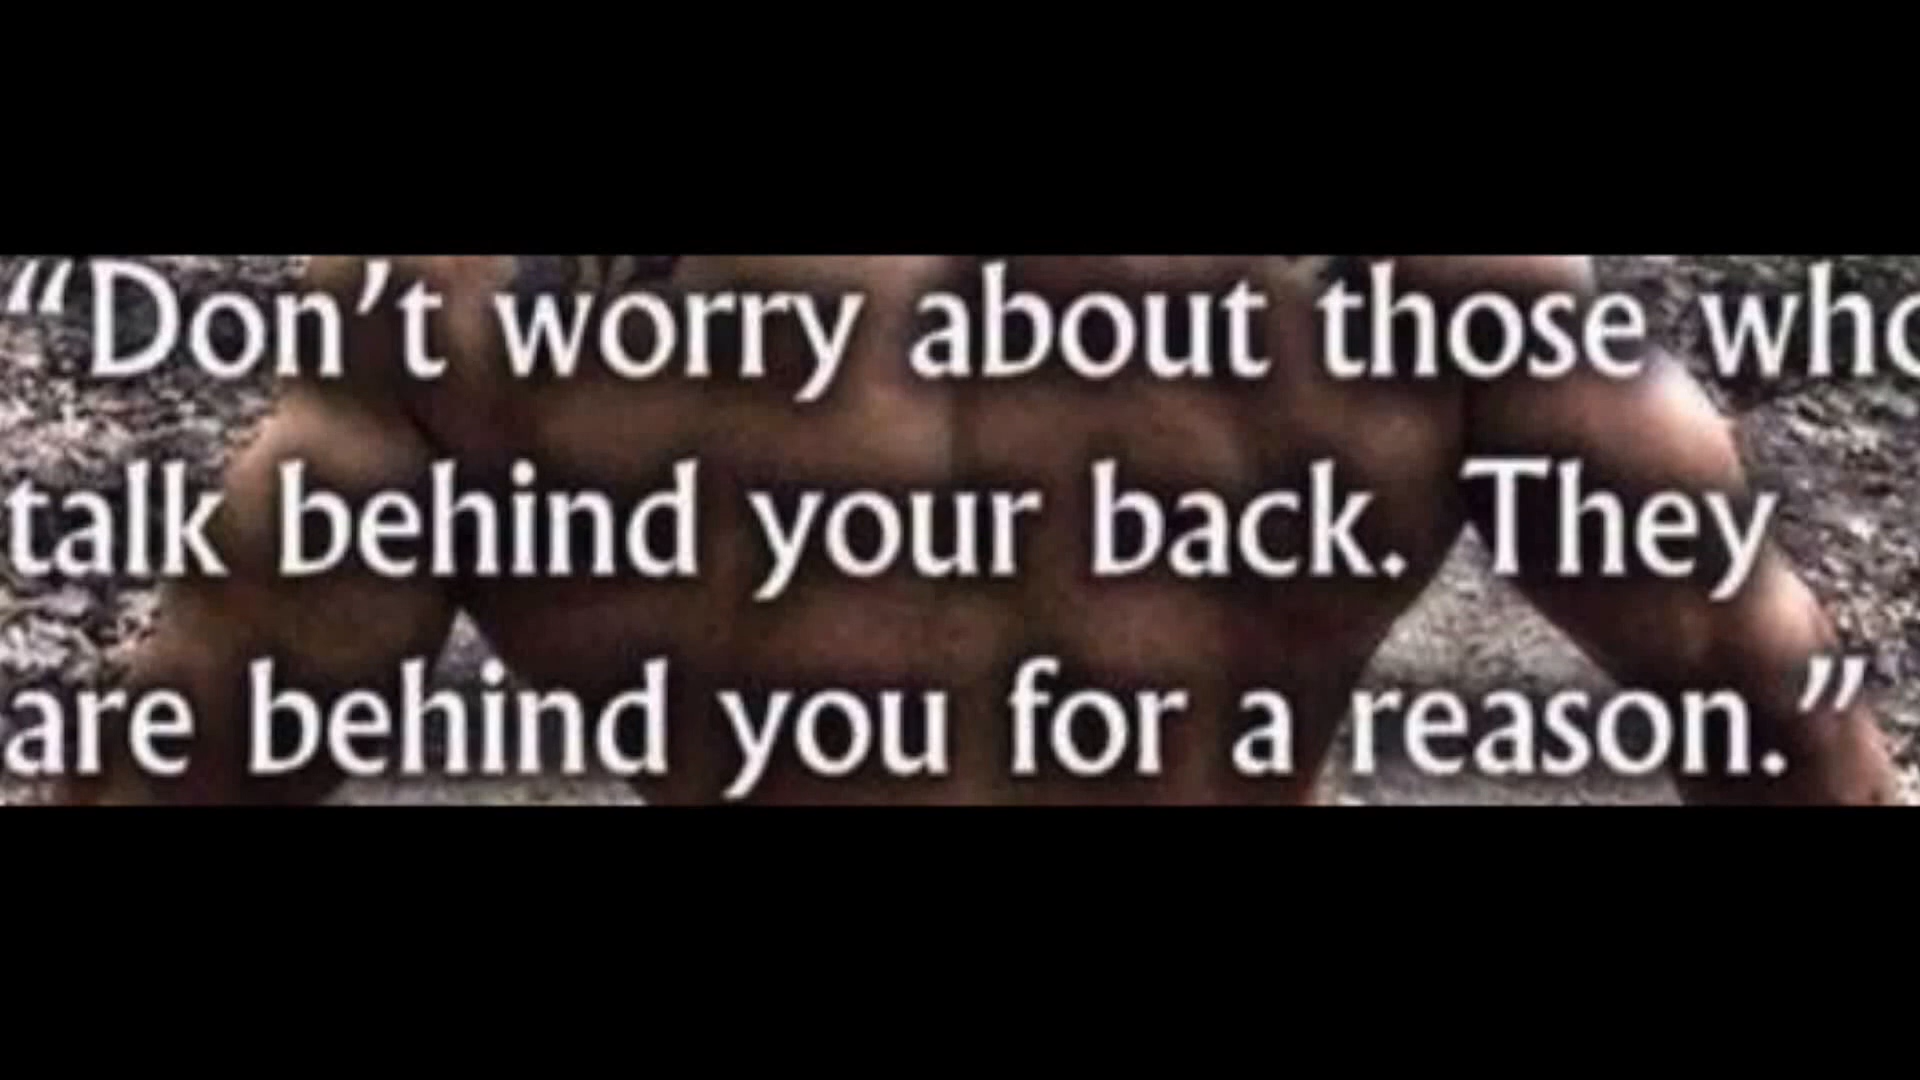 “Don’t worry about those who
talk behind your back. They
are behind you for a reason.”